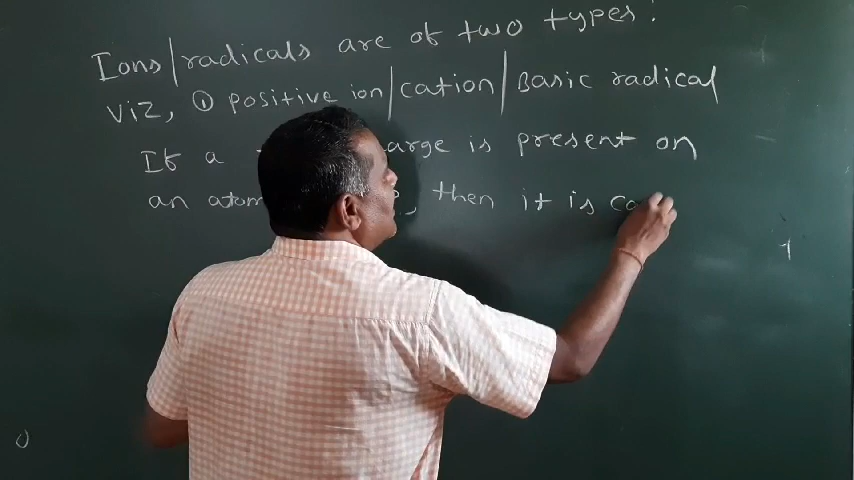 Ions/radicals are of two types:
Viz, ① positive ion/cation/Basic radical
If a arge is present on
an atom , then it is ca